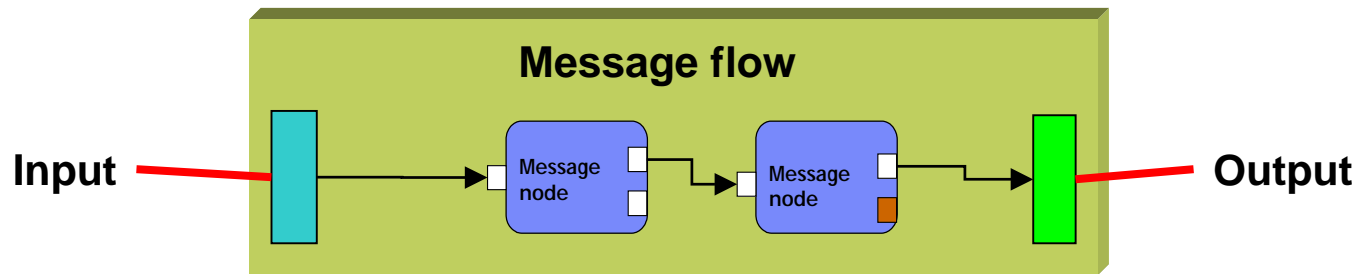 Message flow
Input
Message
node
Message
node
Output